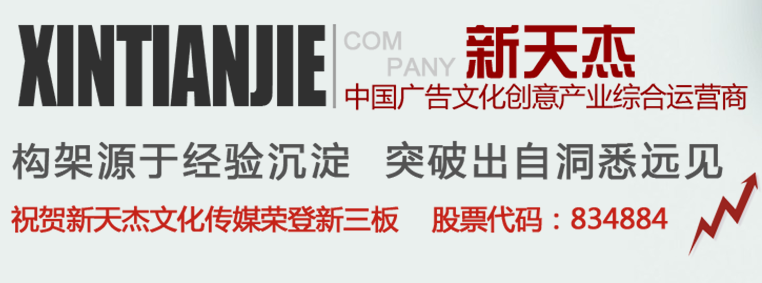 XINTIANJIE COM PANY 新天杰
中国广告文化创意产业综合运营商
构架源于经验沉淀 突破出自洞悉远见
祝贺新天杰文化传媒荣登新三板 股票代码：834884